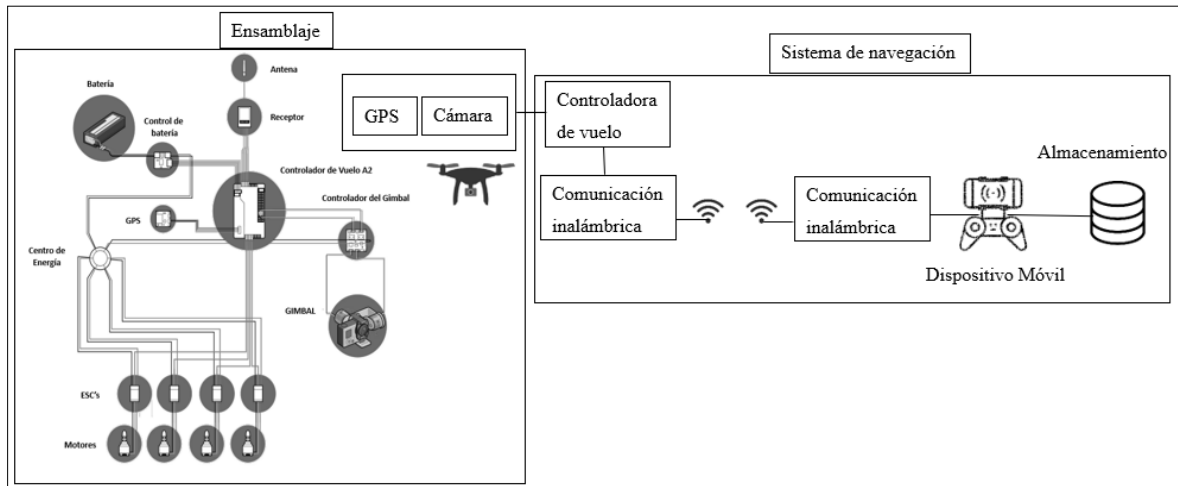 Ensamblaje
Antena
Batería
Receptor
Control de
batería
Controlador de Vuelo A2
Controlador del Gimbal
GPS
Centro de
Energía
GIMBAL
ESC's
Motores
GPS
Cámara
Sistema de navegación
Controladora
de vuelo
Comunicación
inalámbrica
Comunicación
inalámbrica
Dispositivo Móvil
Almacenamiento